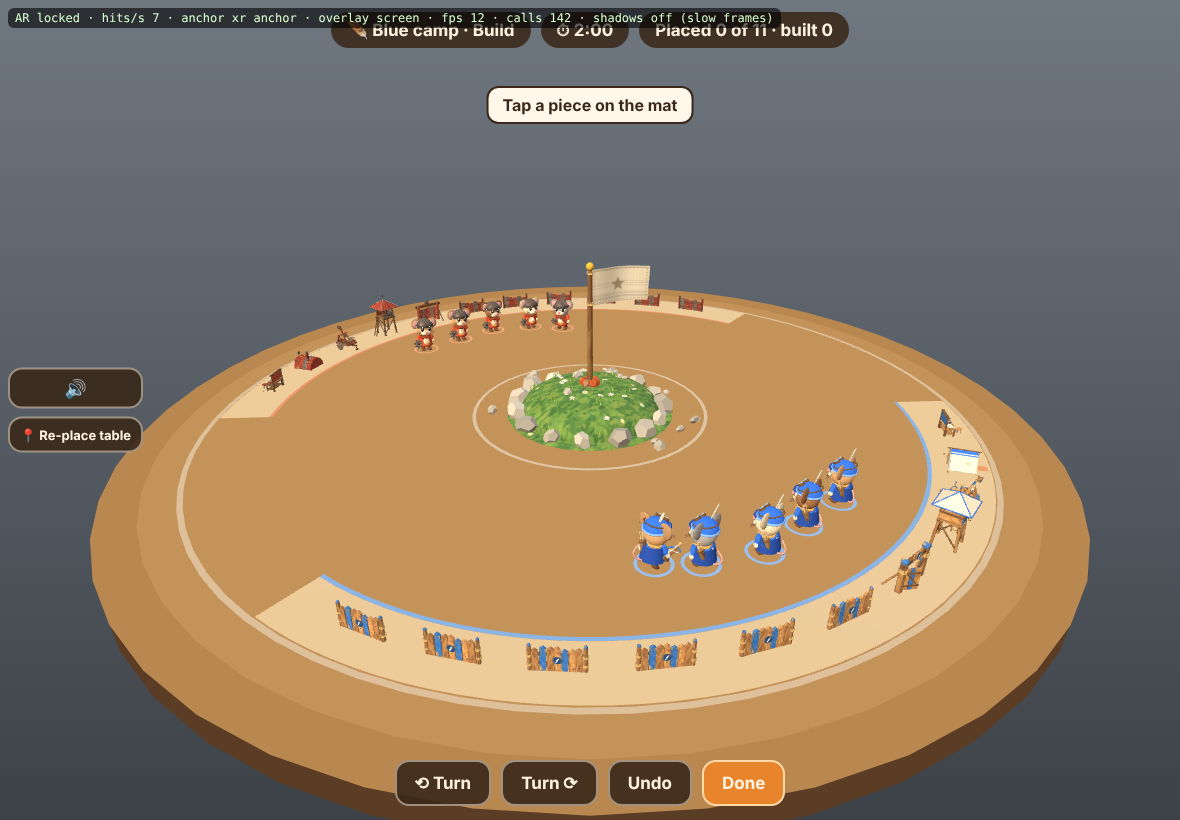 AR locked · hits/s 7 · anchor xr anchor · overlay screen · fps 12 · calls 142 · shadows off (slow frames)
Blue camp · Build
2:00
Placed 0 of 11 · built 0
Tap a piece on the mat
Re-place table
⟲ Turn
Turn ⟳
Undo
Done